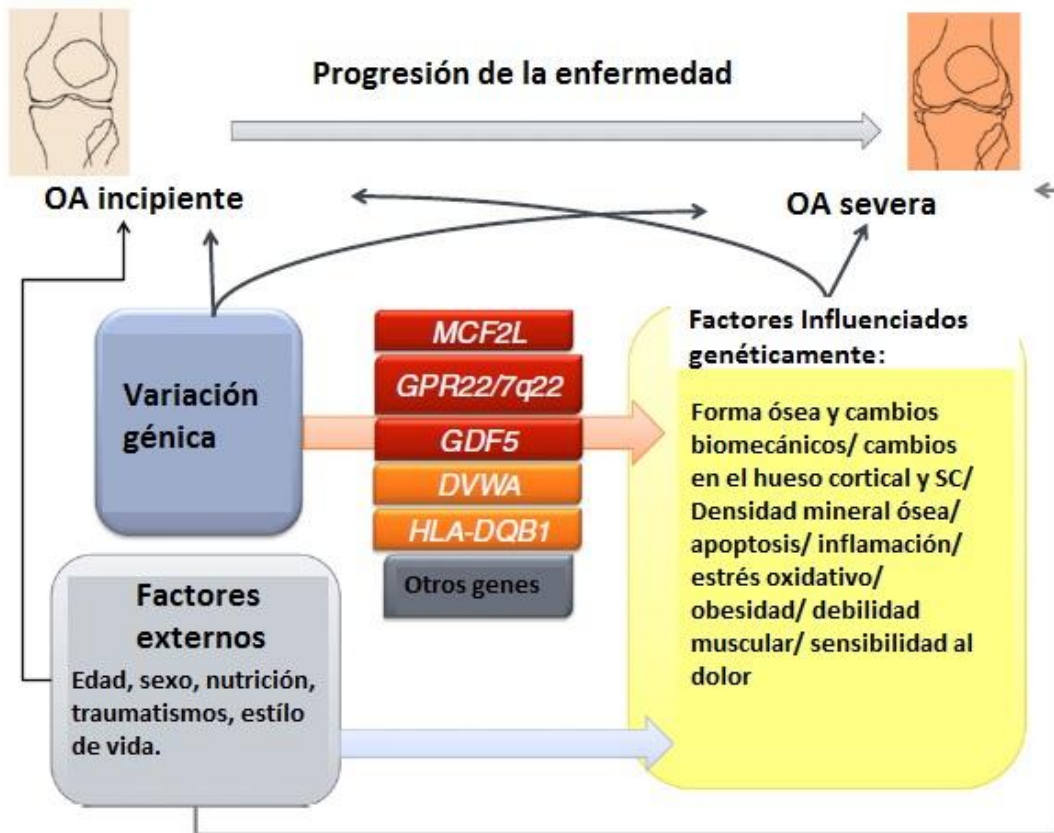 Progresión de la enfermedad
OA incipiente
OA severa
Variación
génica
MCF2L
GPR22/7q22
GDF5
DVWA
HLA-DQB1
Otros genes
Factores Influenciados
genéticamente:
Forma ósea y cambios
biomecánicos/ cambios
en el hueso cortical y SC/
Densidad mineral ósea/
apoptosis/ inflamación/
estrés oxidativo/
obesidad/ debilidad
muscular/ sensibilidad al
dolor
Factores
externos
Edad, sexo, nutrición,
traumatismos, estílo
de vida.